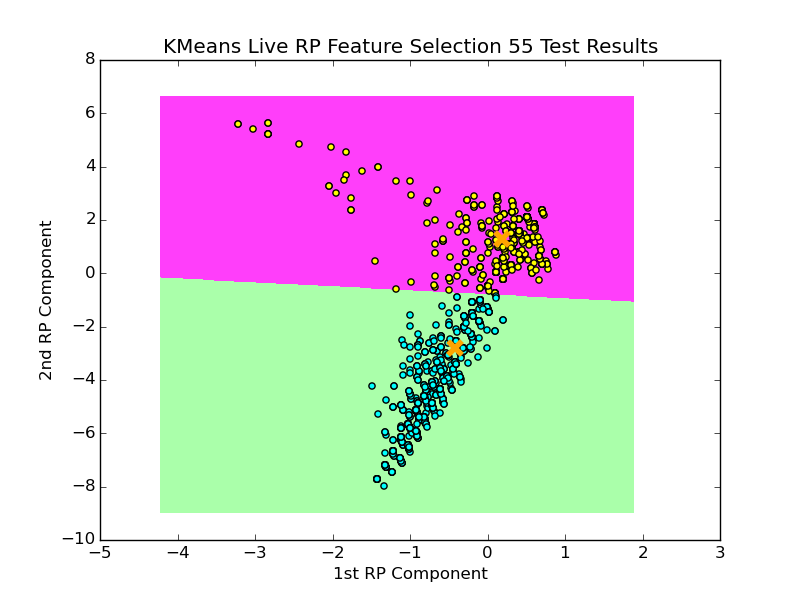 KMeans Live RP Feature Selection 55 Test Results
8
6
4
2
0
−2
−4
−6
−8
−10
2nd RP Component
−5 −4 −3 −2 −1 0 1 2 3
1st RP Component